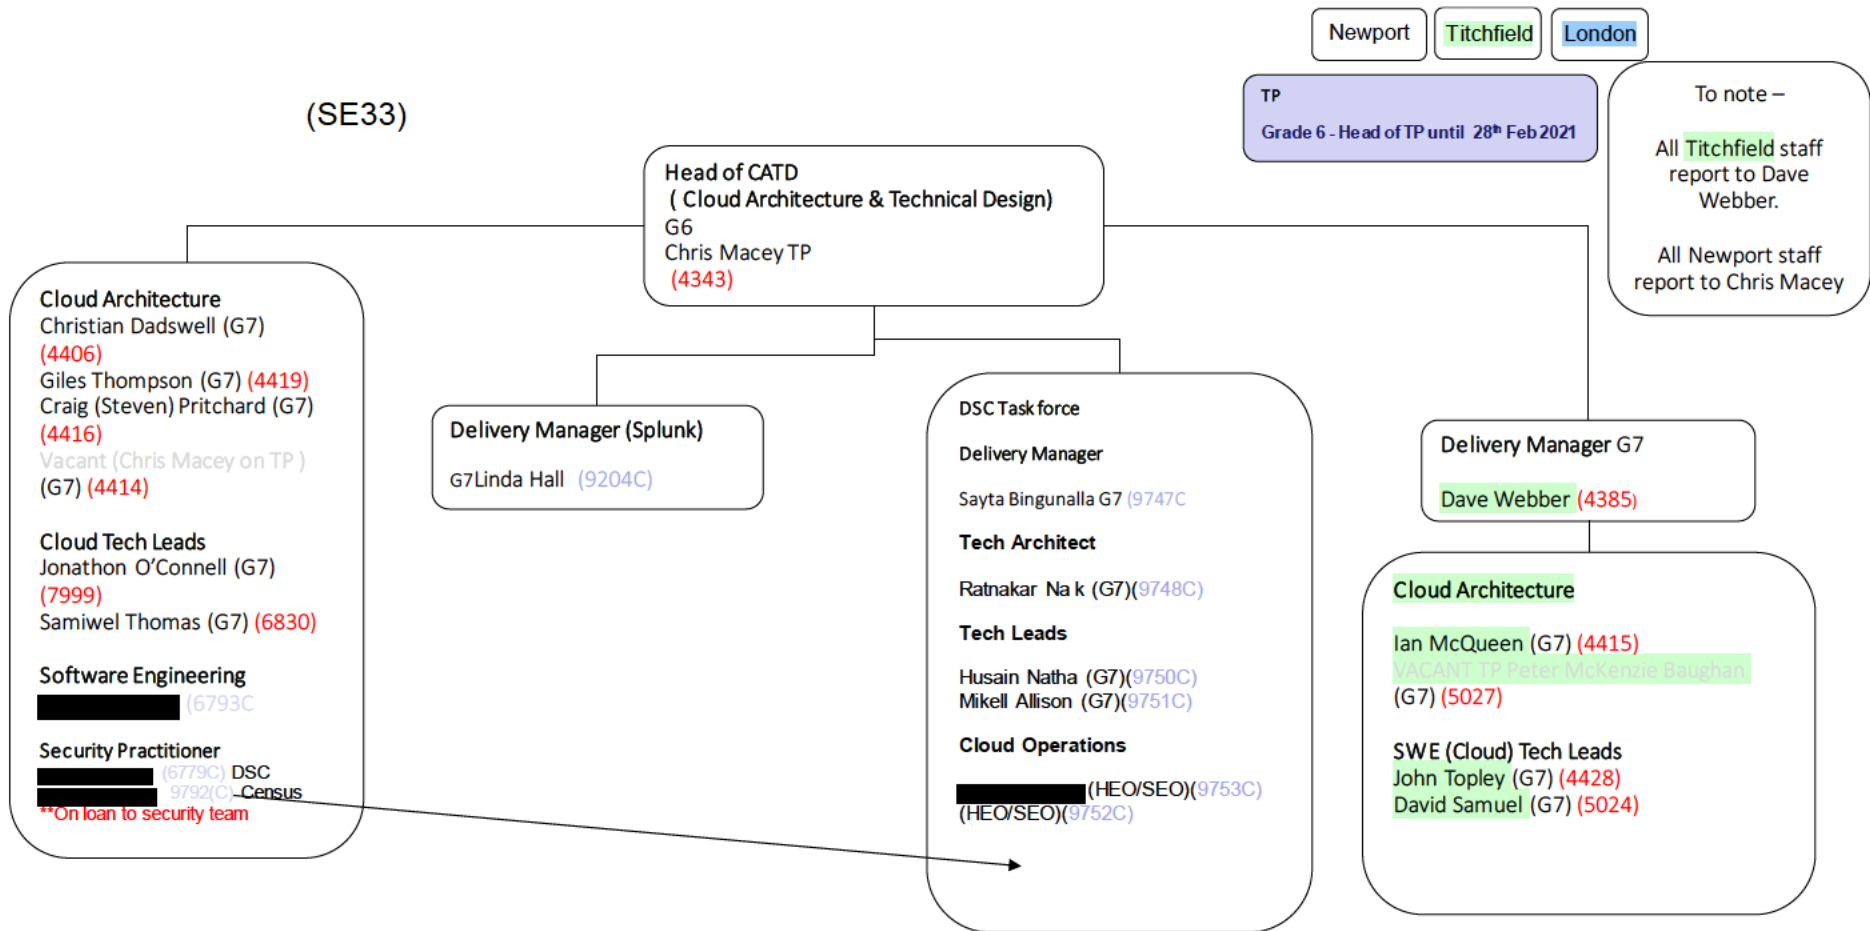 Newport
Titchfield
London
(SE33)
TP
Grade 6 - Head of TP until 28th Feb 2021
To note –
All Titchfield staff
report to Dave
Webber.
All Newport staff
report to Chris Macey
Head of CATD
( Cloud Architecture & Technical Design)
G6
Chris Macey TP
(4343)
Cloud Architecture
Christian Dadswell (G7)
(4406)
Giles Thompson (G7) (4419)
Craig (Steven) Pritchard (G7)
(4416)
Vacant (Chris Macey on TP )
(G7) (4414)
Cloud Tech Leads
Jonathon O’Connell (G7)
(7999)
Samiwel Thomas (G7) (6830)
Software Engineering
(6793C
Security Practitioner
(6779C) DSC
9792(C) Census
**On loan to security team
Delivery Manager (Splunk)
G7Linda Hall (9204C)
DSC Taskforce
Delivery Manager
Sayta Bingunalla G7 (9747C
Tech Architect
Ratnakar Na k (G7)(9748C)
Tech Leads
Husain Natha (G7)(9750C)
Mikell Allison (G7)(9751C)
Cloud Operations
(HEO/SEO)(9753C)
(HEO/SEO)(9752C)
Delivery Manager G7
Dave Webber (4385)
Cloud Architecture
Ian McQueen (G7) (4415)
VACANT TP Peter McKenzie Baughan
(G7) (5027)
SWE (Cloud) Tech Leads
John Topley (G7) (4428)
David Samuel (G7) (5024)